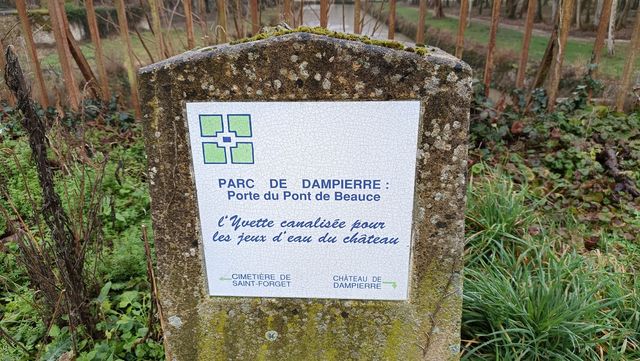 PARC DE DAMPIERRE :
Porte du Pont de Beauce
l'Yvette canalisée pour
les jeux d'eau du château
CIMETIÈRE DE
SAINT-FORGET
CHÂTEAU DE
DAMPIERRE